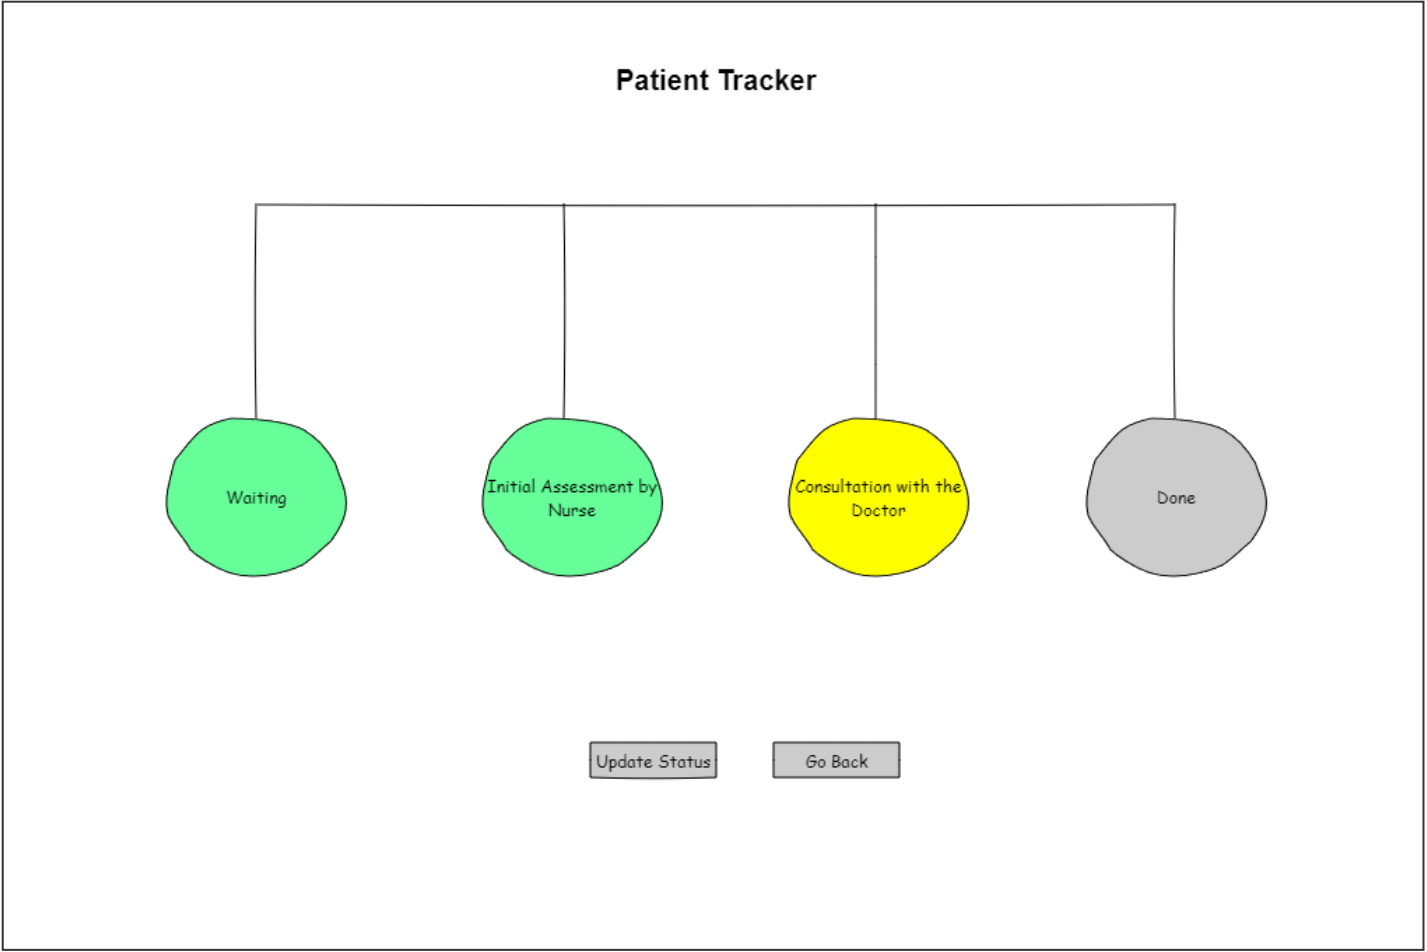 Patient Tracker
Waiting
Initial Assessment by
Nurse
Consultation with the
Doctor
Done
Update Status
Go Back